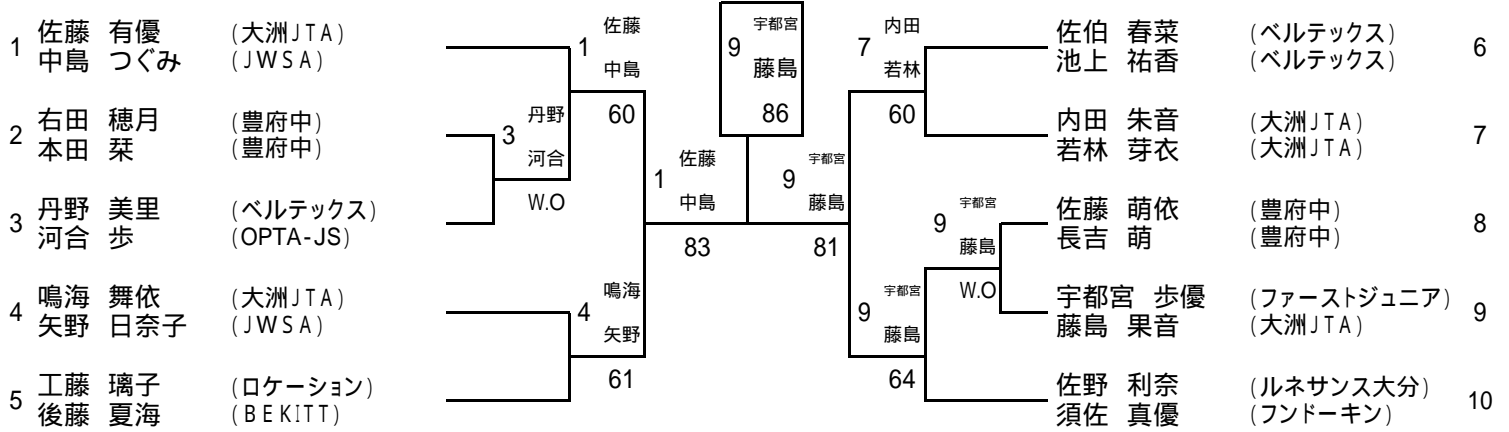 1 佐藤 有優 (大洲JTA)
中島 つぐみ (JWSA)
2 右田 穂月 (豊府中)
本田 栞 (豊府中)
3 丹野 美里 (ベルテックス)
河合 歩 (OPTA-JS)
4 鳴海 舞依 (大洲JTA)
矢野 日奈子 (JWSA)
5 工藤 璃子 (ロケーション)
後藤 夏海 (BEKITT)
1 佐藤
中島
60
3 丹野
河合
W.O
4 鳴海
矢野
61
1 佐藤
中島
83
9 宇都宮
藤島
86
9 宇都宮
藤島
81
7 内田
若林
60
9 宇都宮
藤島
W.O
9 宇都宮
藤島
64
佐伯 春菜 (ベルテックス) 6
池上 祐香 (ベルテックス)
内田 朱音 (大洲JTA) 7
若林 芽衣 (大洲JTA)
佐藤 萌依 (豊府中) 8
長吉 萌 (豊府中)
宇都宮 歩優 (ファーストジュニア) 9
藤島 果音 (大洲JTA)
佐野 利奈 (ルネサンス大分) 10
須佐 真優 (フンドーキン)